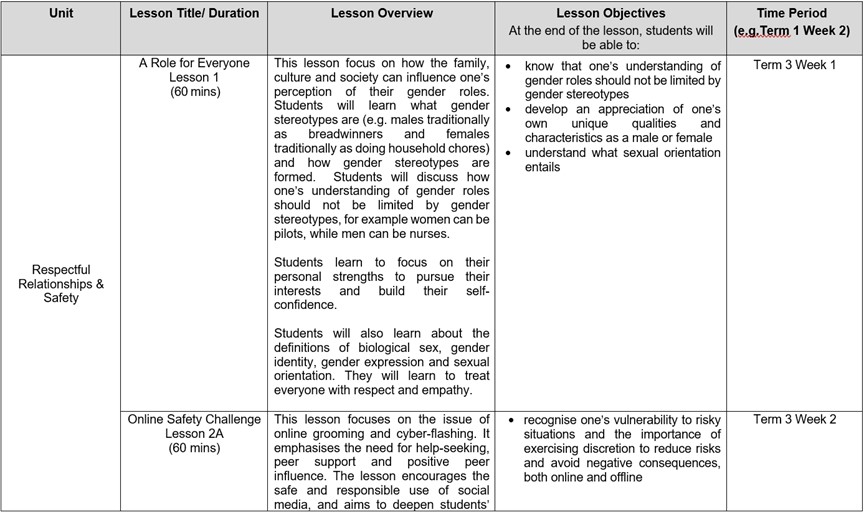 Unit
Lesson Title/ Duration
Lesson Overview
Lesson Objectives
At the end of the lesson, students will
be able to:
Time Period
(e.g.Term 1 Week 2)
Respectful
Relationships &
Safety
A Role for Everyone
Lesson 1
(60 mins)
This lesson focus on how the family,
culture and society can influence one's
perception of their gender roles.
Students will learn what gender
stereotypes are (e.g. males traditionally
as breadwinners and females
traditionally as doing household chores)
and how gender stereotypes are
formed. Students will discuss how
one's understanding of gender roles
should not be limited by gender
stereotypes, for example women can be
pilots, while men can be nurses.
Students learn to focus on their
personal strengths to pursue their
interests and build their self-
confidence.
Students will also learn about the
definitions of biological sex, gender
identity, gender expression and sexual
orientation. They will learn to treat
everyone with respect and empathy.
• know that one's understanding of
gender roles should not be limited by
gender stereotypes
• develop an appreciation of one's
own unique qualities and
characteristics as a male or female
• understand what sexual orientation
entails
Term 3 Week 1
Online Safety Challenge
Lesson 2A
(60 mins)
This lesson focuses on the issue of
online grooming and cyber-flashing. It
emphasises the need for help-seeking,
peer support and positive peer
influence. The lesson encourages the
safe and responsible use of social
media, and aims to deepen students'
• recognise one's vulnerability to risky
situations and the importance of
exercising discretion to reduce risks
and avoid negative consequences,
both online and offline
Term 3 Week 2